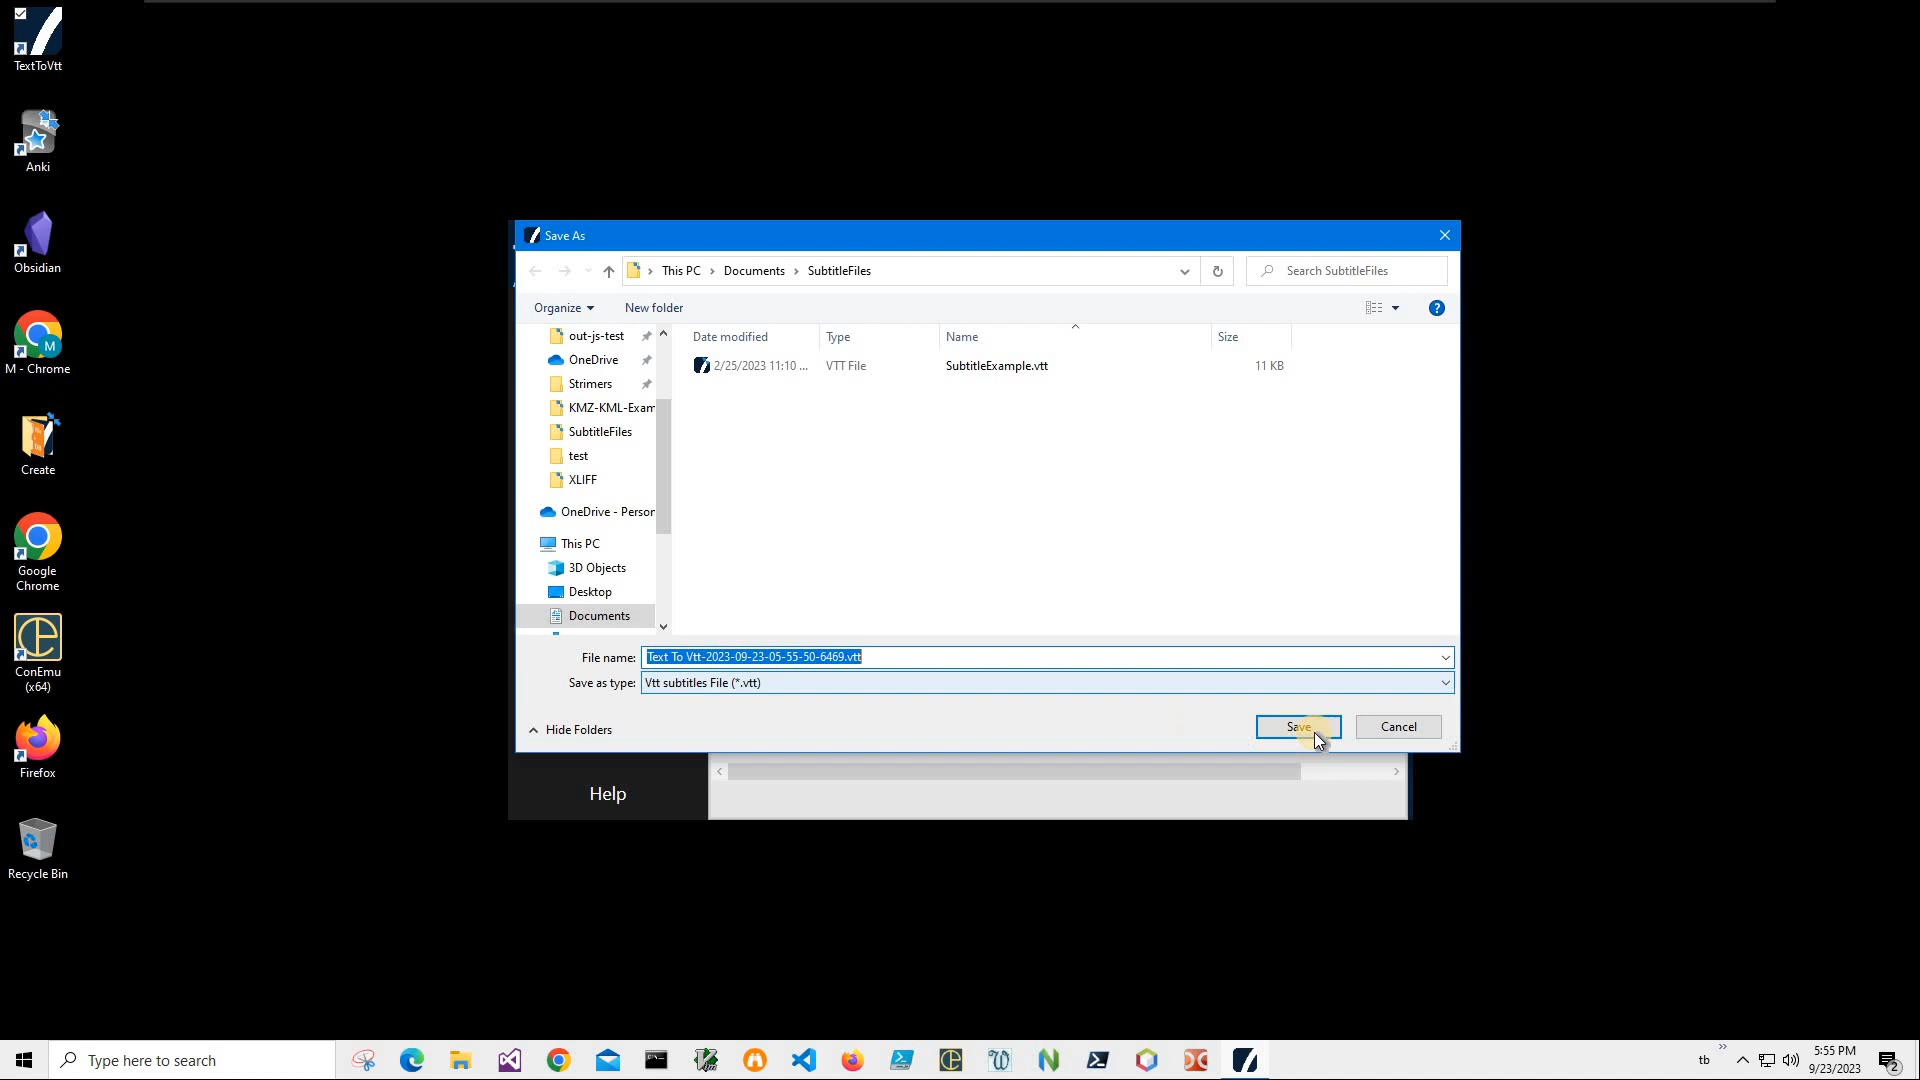 TextToVtt
Anki
Obsidian
M
M - Chrome
Create
Google
Chrome
ConEmu
(x64)
Firefox
Recycle Bin
Save As
This PC
Documents
SubtitleFiles
Search SubtitleFiles
Organize
New folder
?
out-js-test
OneDrive
Strimers
KMZ-KML-Exam
SubtitleFiles
test
XLIFF
OneDrive - Person
This PC
3D Objects
Desktop
Documents
Date modified Type Name Size
2/25/2023 11:10 ... VTT File SubtitleExample.vtt 11 KB
File name: Text To Vtt-2023-09-23-05-55-50-6469.vtt
Save as type: Vtt subtitles File (*.vtt)
Hide Folders
Save
Cancel
Help
Type here to search
tb
5:55 PM
9/23/2023
2